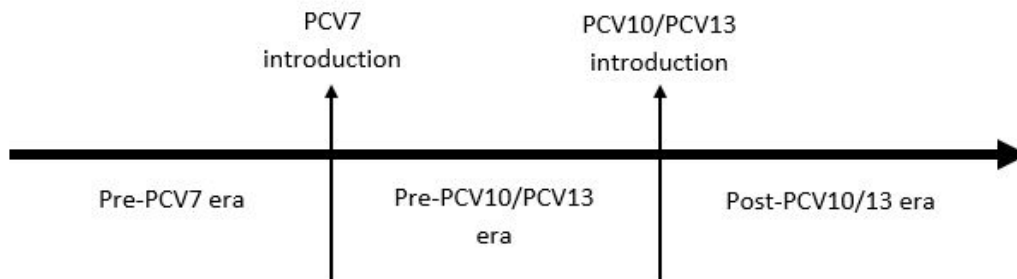 PCV7
introduction
PCV10/PCV13
introduction
Pre-PCV7 era
Pre-PCV10/PCV13
era
Post-PCV10/13 era